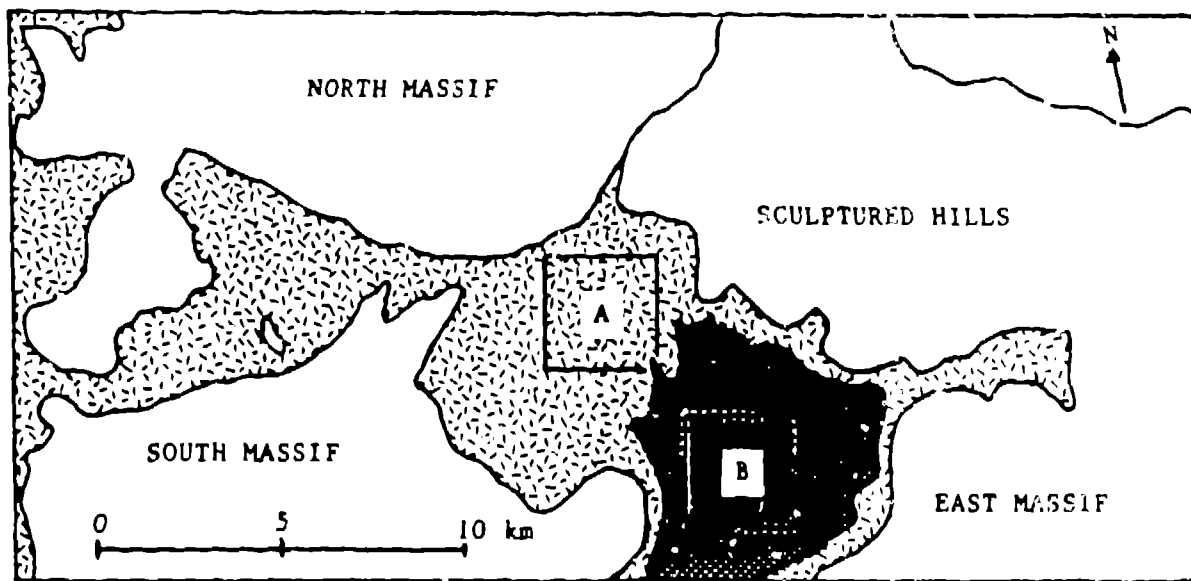 N
NORTH MASSIF
SCULPTURED HILLS
A
SOUTH MASSIF
B
EAST MASSIF
0 5 10 km